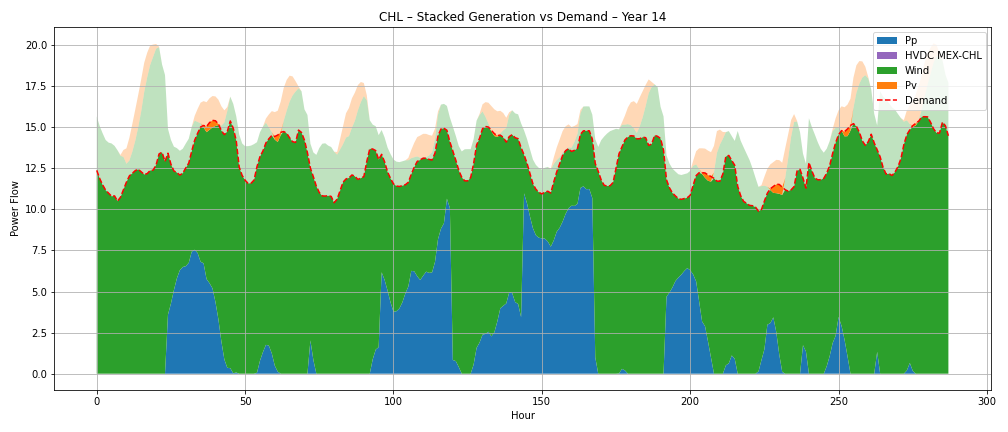 CHL – Stacked Generation vs Demand – Year 14
Power Flow
20.0
17.5
15.0
12.5
10.0
7.5
5.0
2.5
0.0
Pp
HVDC MEX-CHL
Wind
Pv
Demand
0
50
100
150
200
250
300
Hour